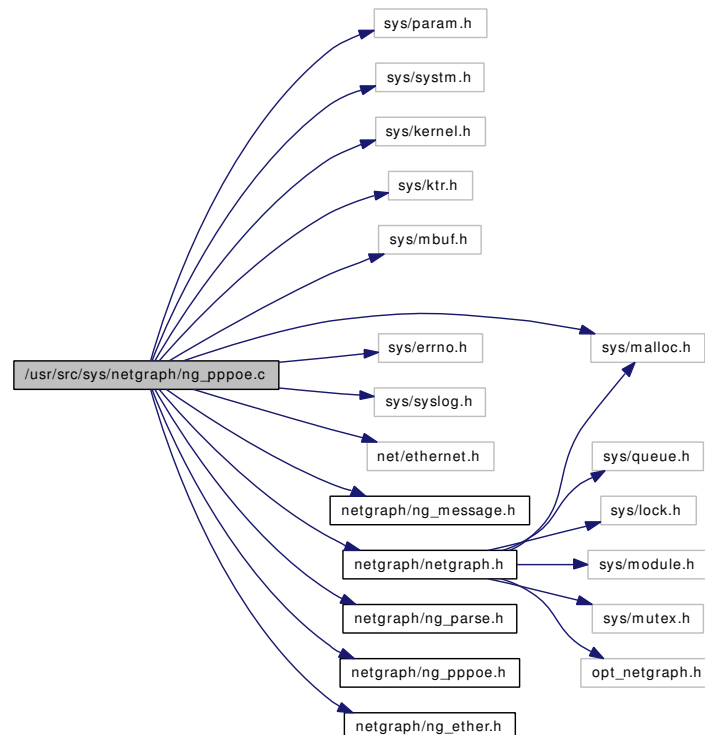 sys/param.h
sys/systm.h
sys/kernel.h
sys/ktr.h
sys/mbuf.h
sys/errno.h
sys/malloc.h
/usr/src/sys/netgraph/ng_pppoe.c
sys/syslog.h
net/ethernet.h
sys/queue.h
netgraph/ng_message.h
sys/lock.h
netgraph/netgraph.h
sys/module.h
netgraph/ng_parse.h
sys/mutex.h
netgraph/ng_pppoe.h
opt_netgraph.h
netgraph/ng_ether.h